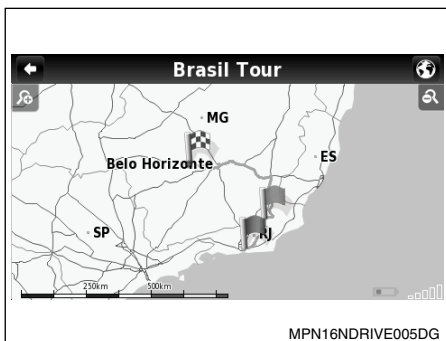 Brasil Tour
MG
Belo Horizonte
ES
SP
RJ
250km 500km
MPN16NDRIVE005DG